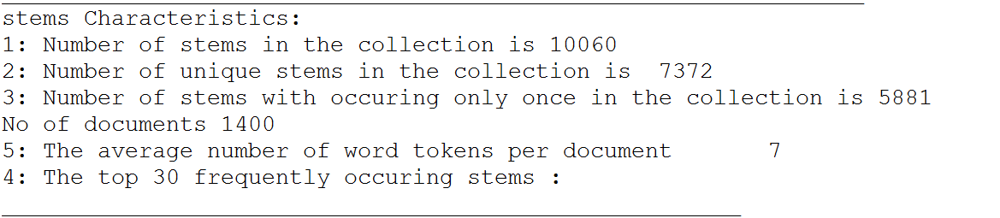 stems Characteristics:
1: Number of stems in the collection is 10060
2: Number of unique stems in the collection is 7372
3: Number of stems with occuring only once in the collection is 5881
No of documents 1400
5: The average number of word tokens per document 7
4: The top 30 frequently occuring stems :